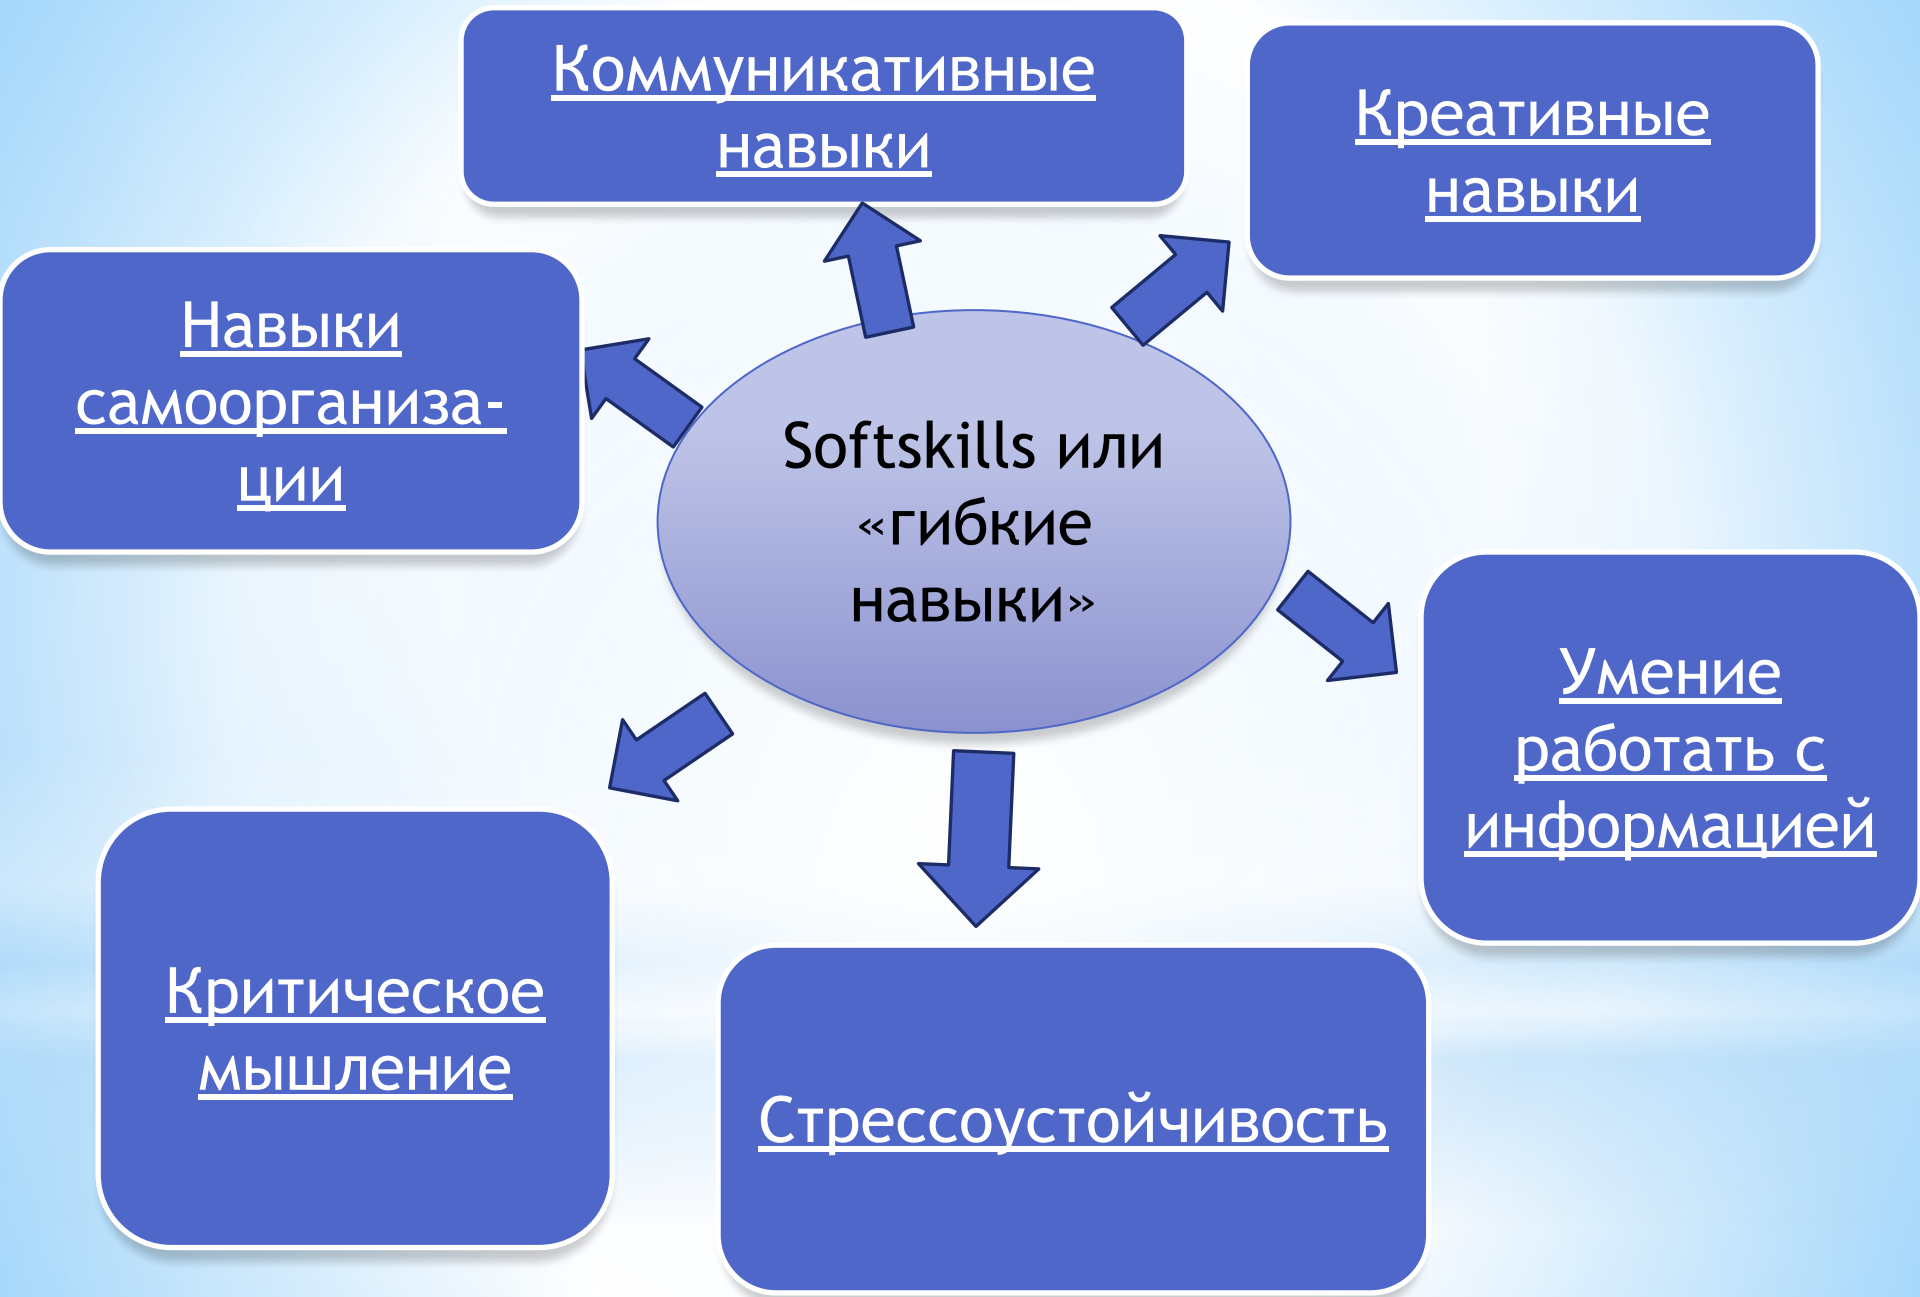 Коммуникативные
навыки
Креативные
навыки
Навыки
самоорганиза-
ции
Softskills или
«гибкие
навыки»
Умение
работать с
информацией
Критическое
мышление
Стрессоустойчивость